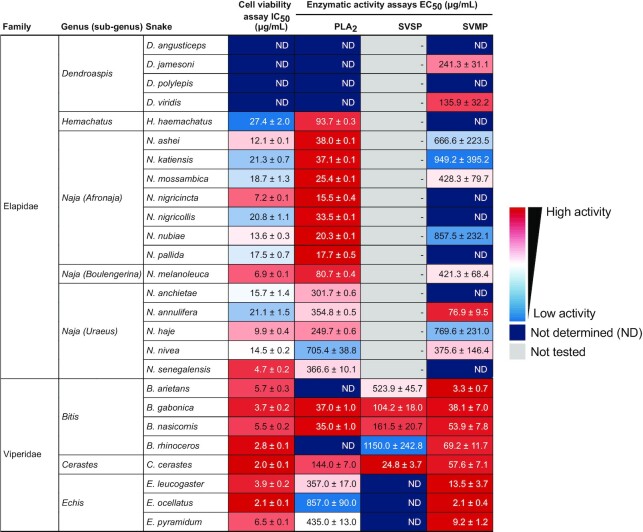 Cell viability assay IC50 (µg/mL) Enzymatic activity assays EC50 (µg/mL)
Family Genus (sub-genus) Snake PLA2 SVSP SVMP
Elapidae Dendroaspis D. angusticeps ND ND - ND
D. jamesoni ND ND - 241.3 ± 31.1
D. polylepis ND ND - ND
D. viridis ND ND - 135.9 ± 32.2
Hemachatus H. haemachatus 27.4 ± 2.0 93.7 ± 0.3 - ND
Naja (Afronaja) N. ashei 12.1 ± 0.1 38.0 ± 0.1 - 666.6 ± 223.5
N. katiensis 21.3 ± 0.7 37.1 ± 0.1 - 949.2 ± 395.2
N. mossambica 18.7 ± 1.3 25.4 ± 0.1 - 428.3 ± 79.7
N. nigricincta 7.2 ± 0.1 15.5 ± 0.4 - ND
N. nigricollis 20.8 ± 1.1 33.5 ± 0.1 - ND
N. nubiae 13.6 ± 0.3 20.3 ± 0.1 - 857.5 ± 232.1
N. pallida 17.5 ± 0.7 17.7 ± 0.5 - ND
Naja (Boulengerina) N. melanoleuca 6.9 ± 0.1 80.7 ± 0.4 - 421.3 ± 68.4
Naja (Uraeus) N. anchietae 15.7 ± 1.4 301.7 ± 0.6 - ND
N. annulifera 21.1 ± 1.5 354.8 ± 0.5 - 76.9 ± 9.5
N. haje 9.9 ± 0.4 249.7 ± 0.6 - 769.6 ± 231.0
N. nivea 14.5 ± 0.2 705.4 ± 38.8 - 375.6 ± 146.4
N. senegalensis 4.7 ± 0.2 366.6 ± 10.1 - ND
Viperidae Bitis B. arietans 5.7 ± 0.3 ND 523.9 ± 45.7 3.3 ± 0.7
B. gabonica 3.7 ± 0.2 37.0 ± 1.0 104.2 ± 18.0 38.1 ± 7.0
B. nasicornis 5.5 ± 0.2 35.0 ± 1.0 161.5 ± 20.7 53.9 ± 7.8
B. rhinoceros 2.8 ± 0.1 ND 1150.0 ± 242.8 69.2 ± 11.7
Cerastes C. cerastes 2.0 ± 0.1 144.0 ± 7.0 24.8 ± 3.7 57.6 ± 7.1
Echis E. leucogaster 3.9 ± 0.2 357.0 ± 17.0 ND 13.5 ± 3.7
E. ocellatus 2.1 ± 0.1 857.0 ± 90.0 ND 2.1 ± 0.4
E. pyramidum 6.5 ± 0.1 435.0 ± 13.0 ND 9.2 ± 1.2
High activity
Low activity
Not determined (ND)
Not tested